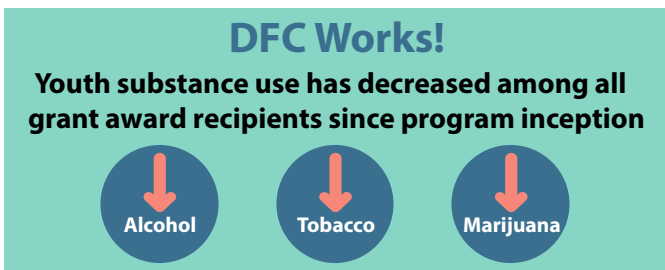 DFC Works!
Youth substance use has decreased among all
grant award recipients since program inception
Alcohol
Tobacco
Marijuana